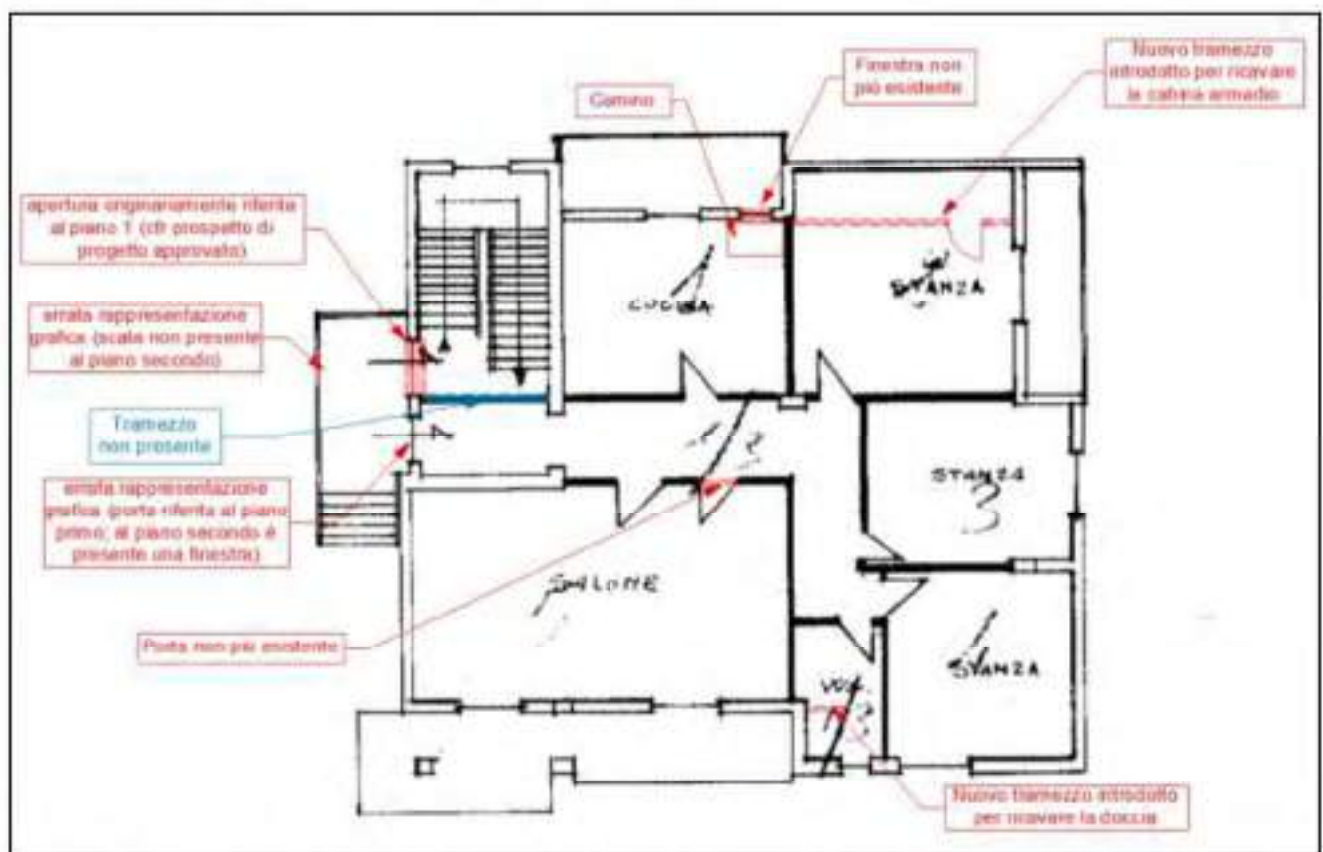 Nuovo tramezzo
introdotto per ricavare
la cabina armadio
Finestra non
più esistente
Camino
apertura originariamente riferita
al piano 1 (cfr prospetto di
progetto approvato)
errata rappresentazione
grafica (scala non presente
al piano secondo)
Tramezzo
non presente
errata rappresentazione
grafica (porta riferita al piano
primo; al piano secondo è
presente una finestra)
Porta non più esistente
Nuovo tramezzo introdotto
per ricavare la doccia
CUCINA
STANZA
STANZA
3
SALONE
STANZA